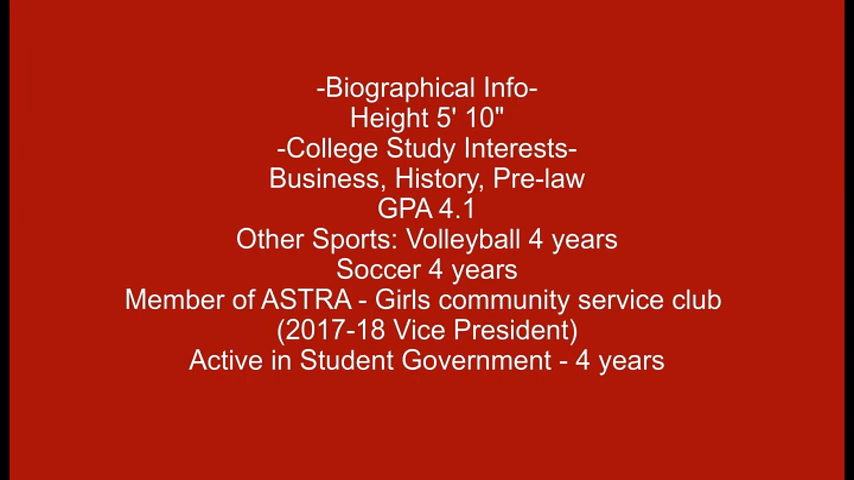 -Biographical Info-
Height 5' 10"
-College Study Interests-
Business, History, Pre-law
GPA 4.1
Other Sports: Volleyball 4 years
Soccer 4 years
Member of ASTRA - Girls community service club
(2017-18 Vice President)
Active in Student Government - 4 years